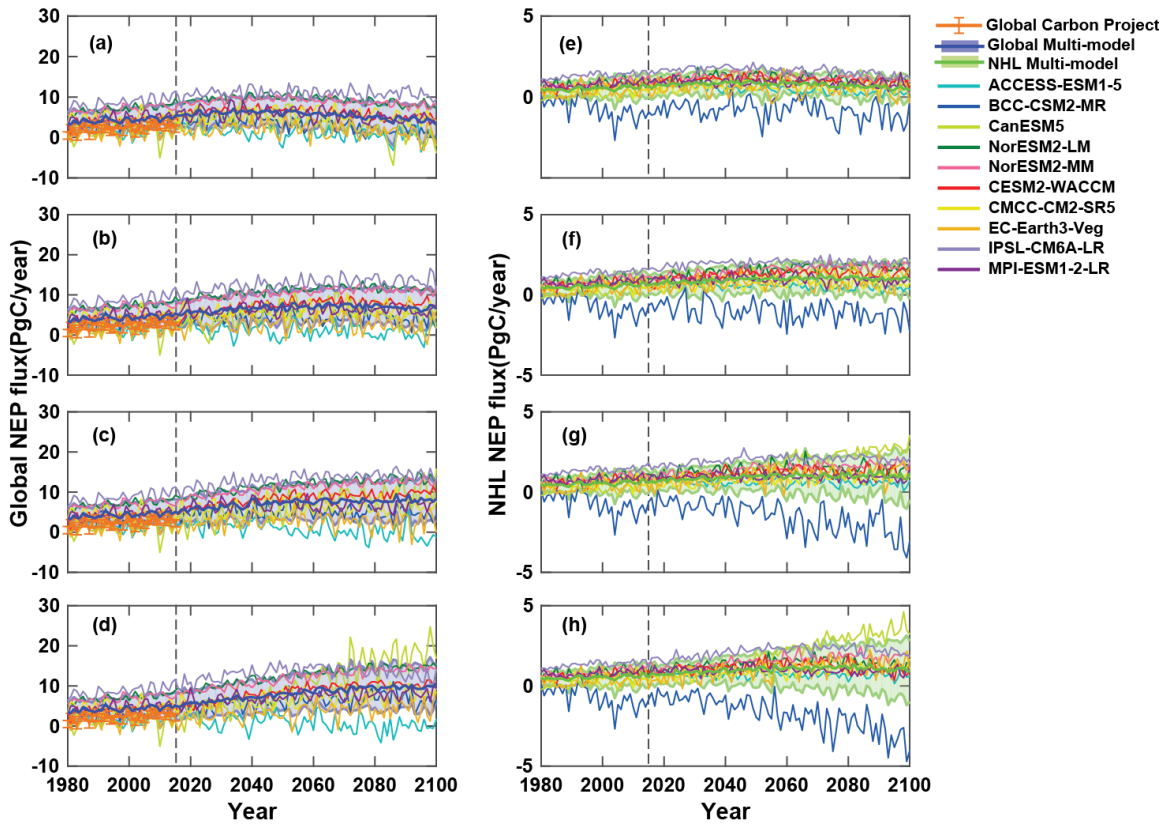 30
20
10
0
-10
(a)
30
20
10
0
-10
(b)
30
20
10
0
-10
(c)
30
20
10
0
-10
(d)
1980 2000 2020 2040 2060 2080 2100
Year
Global NEP flux(PgC/year)
5
0
(e)
5
0
-5
(f)
5
0
-5
(g)
5
0
-5
(h)
1980 2000 2020 2040 2060 2080 2100
Year
NHL NEP flux(PgC/year)
Global Carbon Project
Global Multi-model
NHL Multi-model
ACCESS-ESM1-5
BCC-CSM2-MR
CanESM5
NorESM2-LM
NorESM2-MM
CESM2-WACCM
CMCC-CM2-SR5
EC-Earth3-Veg
IPSL-CM6A-LR
MPI-ESM1-2-LR